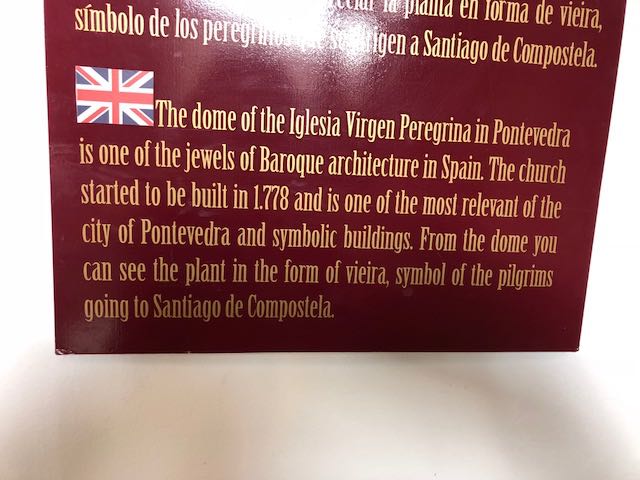 la planta en forma de vieira,
símbolo de los peregrinos que se dirigen a Santiago de Compostela.
The dome of the Iglesia Virgen Peregrina in Pontevedra
is one of the jewels of Baroque architecture in Spain. The church
started to be built in 1.778 and is one of the most relevant of the
city of Pontevedra and symbolic buildings. From the dome you
can see the plant in the form of vieira, symbol of the pilgrims
going to Santiago de Compostela.